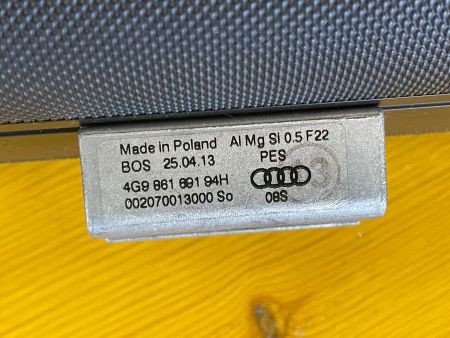 Made in Poland Al Mg Si 0.5 F22
BOS 25.04.13 PES
4G9 861 691 94H
002070013000 So 09S